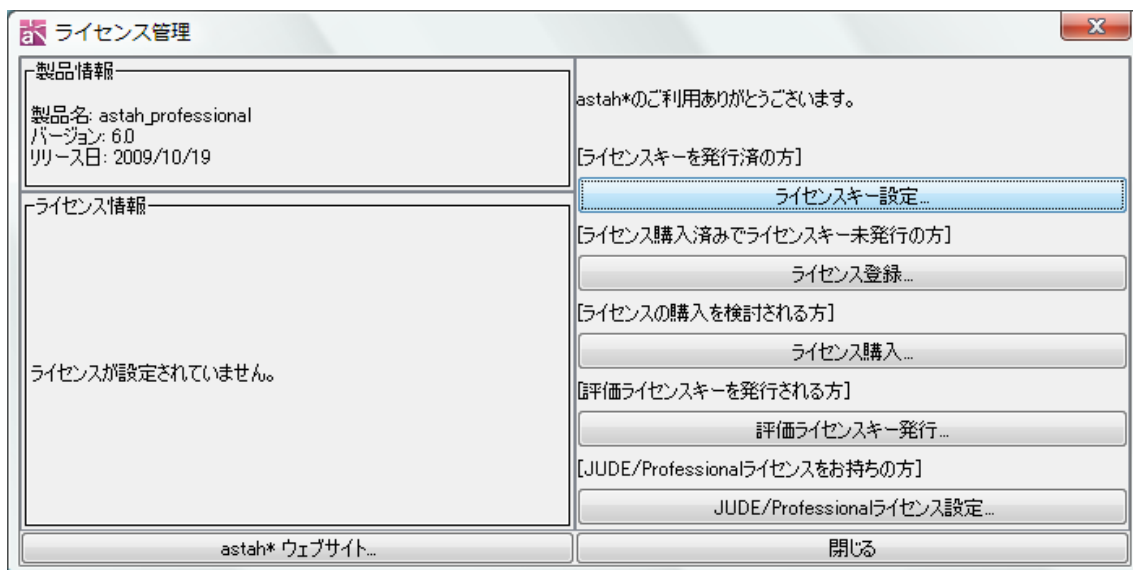 ライセンス管理
製品情報
製品名: astah_professional
バージョン: 6.0
リリース日: 2009/10/19
ライセンス情報
ライセンスが設定されていません。
astah*のご利用ありがとうございます。
[ライセンスキーを発行済の方]
ライセンスキー設定...
[ライセンス購入済みでライセンスキー未発行の方]
ライセンス登録...
[ライセンスの購入を検討される方]
ライセンス購入...
[評価ライセンスキーを発行される方]
評価ライセンスキー発行...
[JUDE/Professionalライセンスをお持ちの方]
JUDE/Professionalライセンス設定...
astah* ウェブサイト...
閉じる